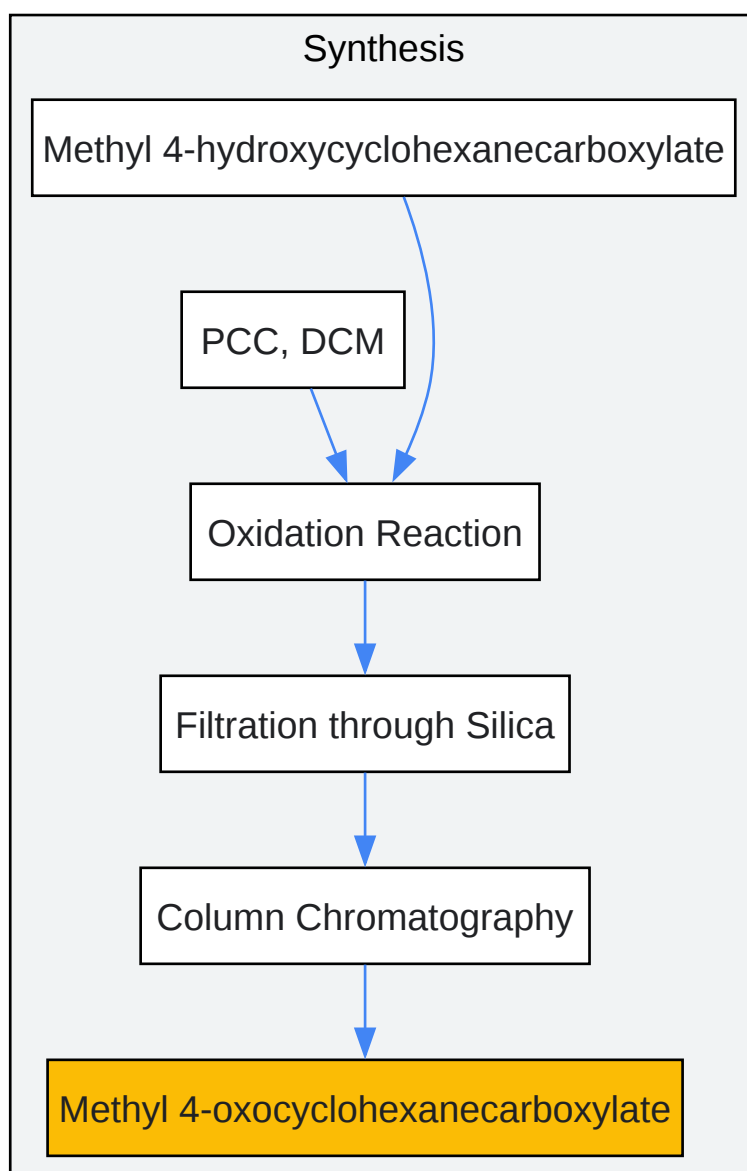 Synthesis
Methyl 4-hydroxycyclohexanecarboxylate
PCC, DCM
Oxidation Reaction
Filtration through Silica
Column Chromatography
Methyl 4-oxocyclohexanecarboxylate